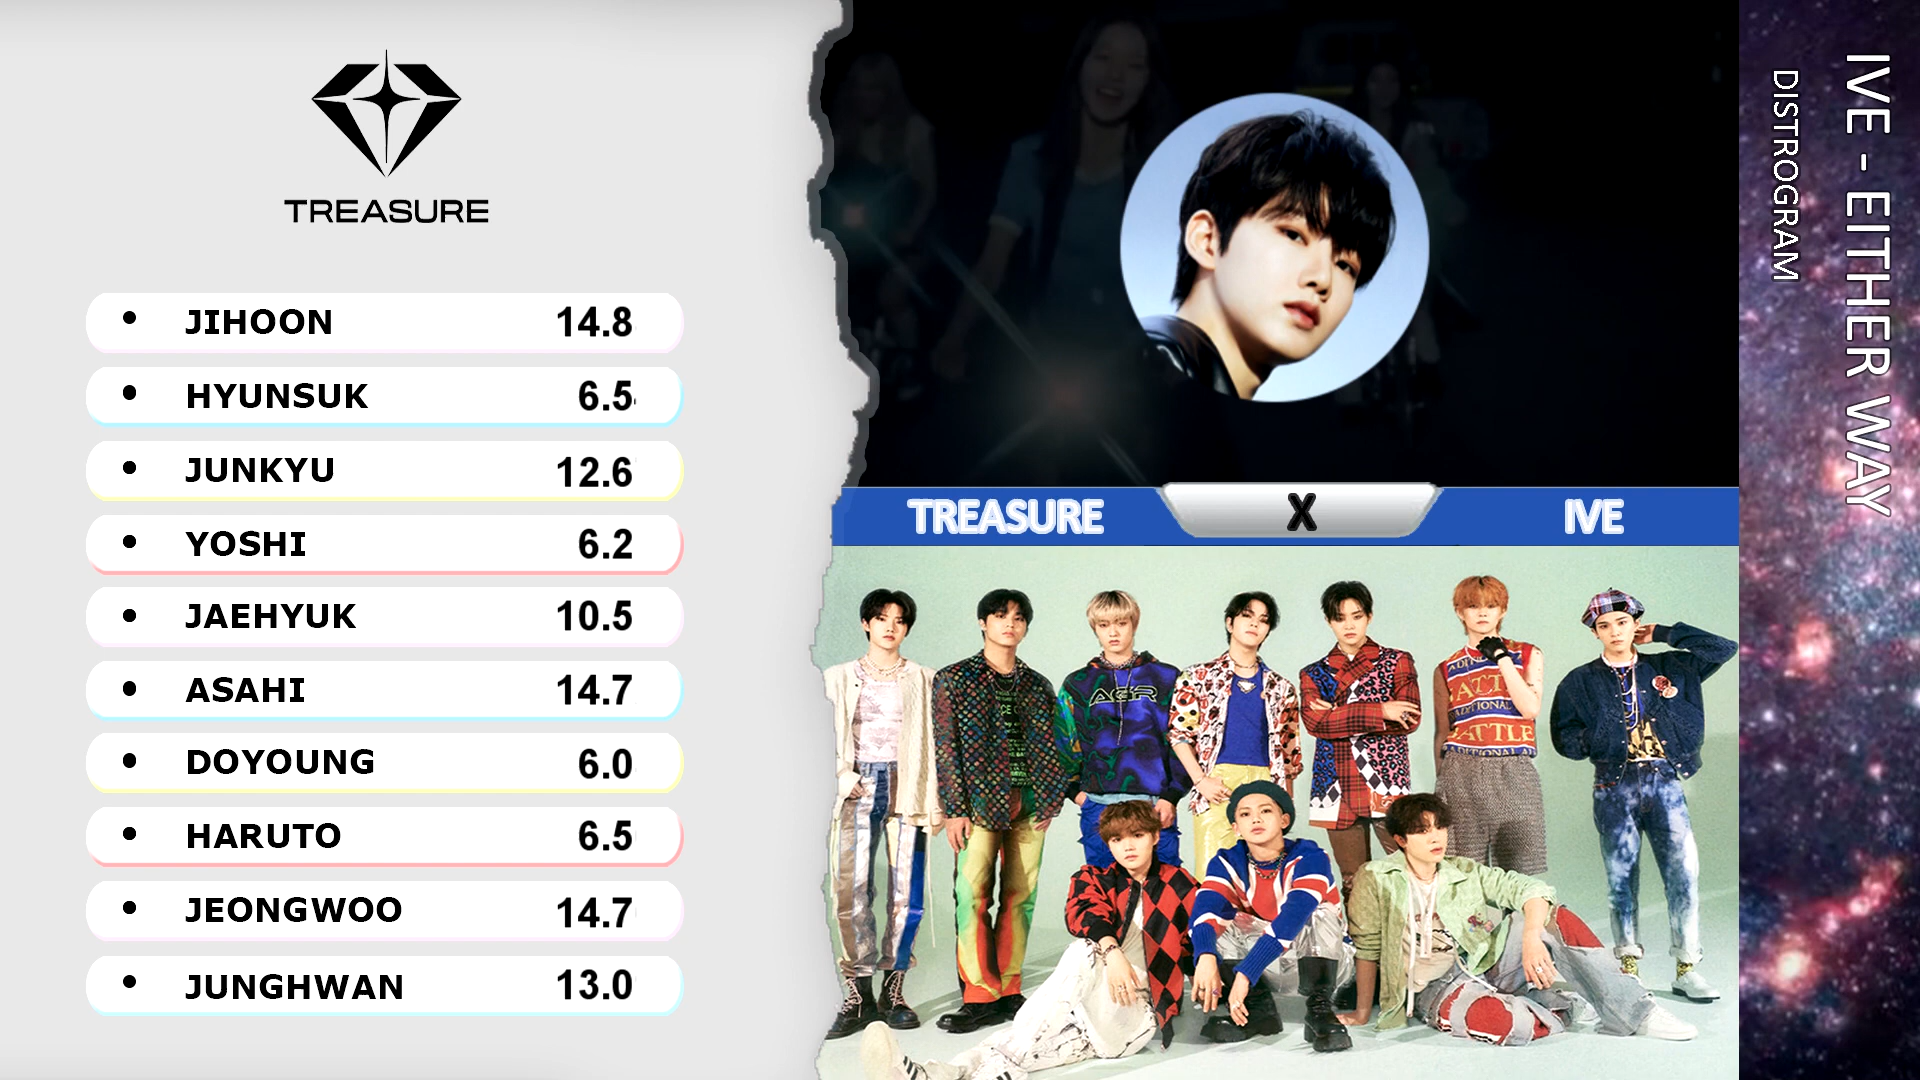 TREASURE
• JIHOON 14.8
• HYUNSUK 6.5
• JUNKYU 12.6
• YOSHI 6.2
• JAEHYUK 10.5
• ASAHI 14.7
• DOYOUNG 6.0
• HARUTO 6.5
• JEONGWOO 14.7
• JUNGHWAN 13.0
TREASURE X IVE
AGR
IVE - EITHER WAY
DISTROGRAM